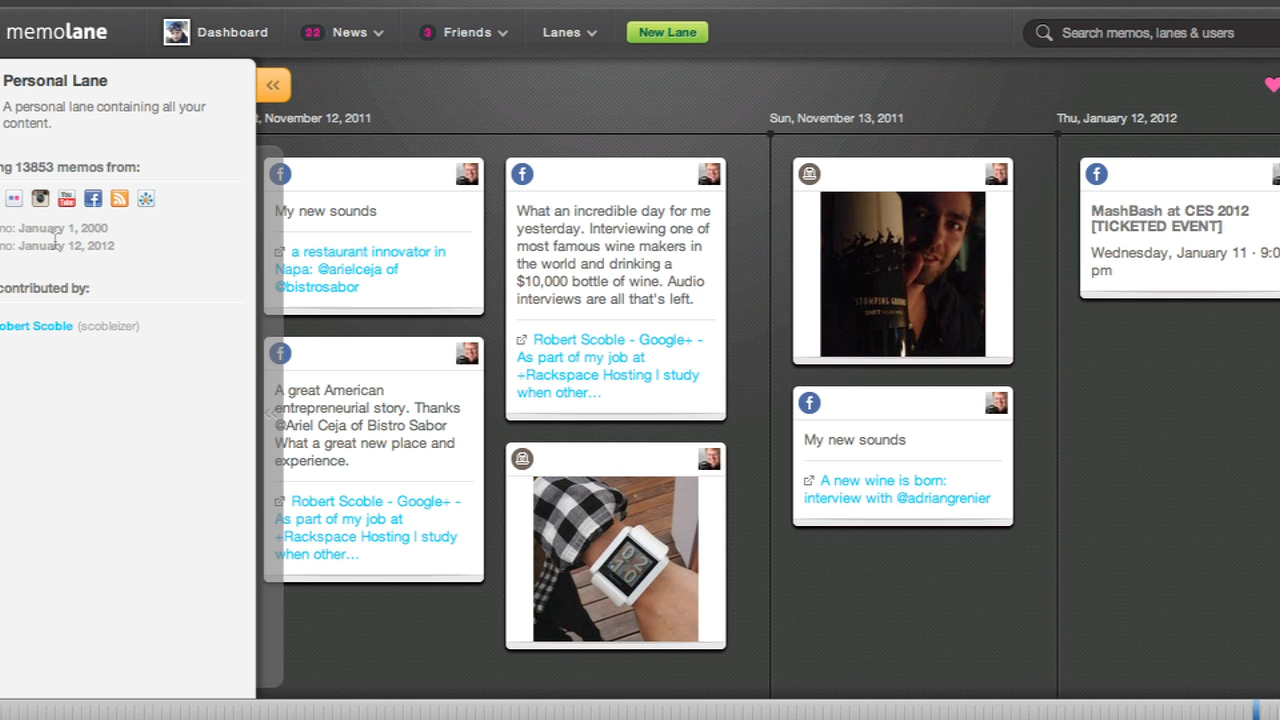 memolane
Dashboard
22 News
3 Friends
Lanes
New Lane
Search memos, lanes & users
Personal Lane
A personal lane containing all your
content.
13853 memos from:
January 1, 2000
January 12, 2012
contributed by:
Scoble (scobleizer)
November 12, 2011
My new sounds
a restaurant innovator in
Napa: @arielceja of
@bistrosabor
A great American
entrepreneurial story. Thanks
@Ariel Ceja of Bistro Sabor
What a great new place and
experience.
Robert Scoble - Google+ -
As part of my job at
+Rackspace Hosting I study
when other...
What an incredible day for me
yesterday. Interviewing one of
most famous wine makers in
the world and drinking a
$10,000 bottle of wine. Audio
interviews are all that's left.
Robert Scoble - Google+ -
As part of my job at
+Rackspace Hosting I study
when other...
Sun, November 13, 2011
STOMPING GROUND
My new sounds
A new wine is born:
interview with @adriangrenier
Thu, January 12, 2012
MashBash at CES 2012
[TICKETED EVENT]
Wednesday, January 11 · 9:0
pm